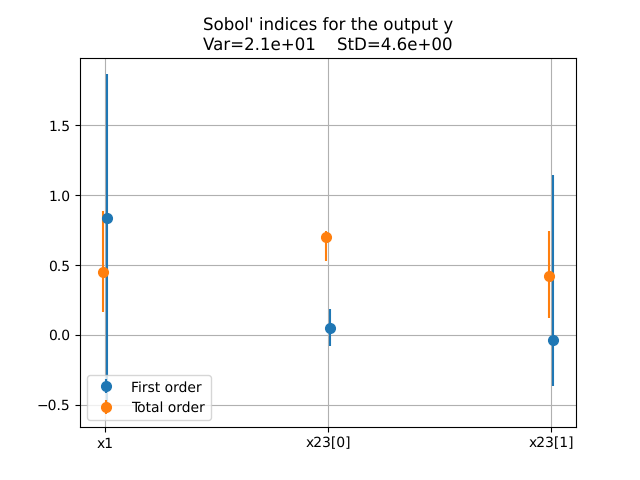 Sobol' indices for the output y
Var=2.1e+01    StD=4.6e+00
1.5
1.0
0.5
0.0
−0.5
First order
Total order
x1
x23[0]
x23[1]